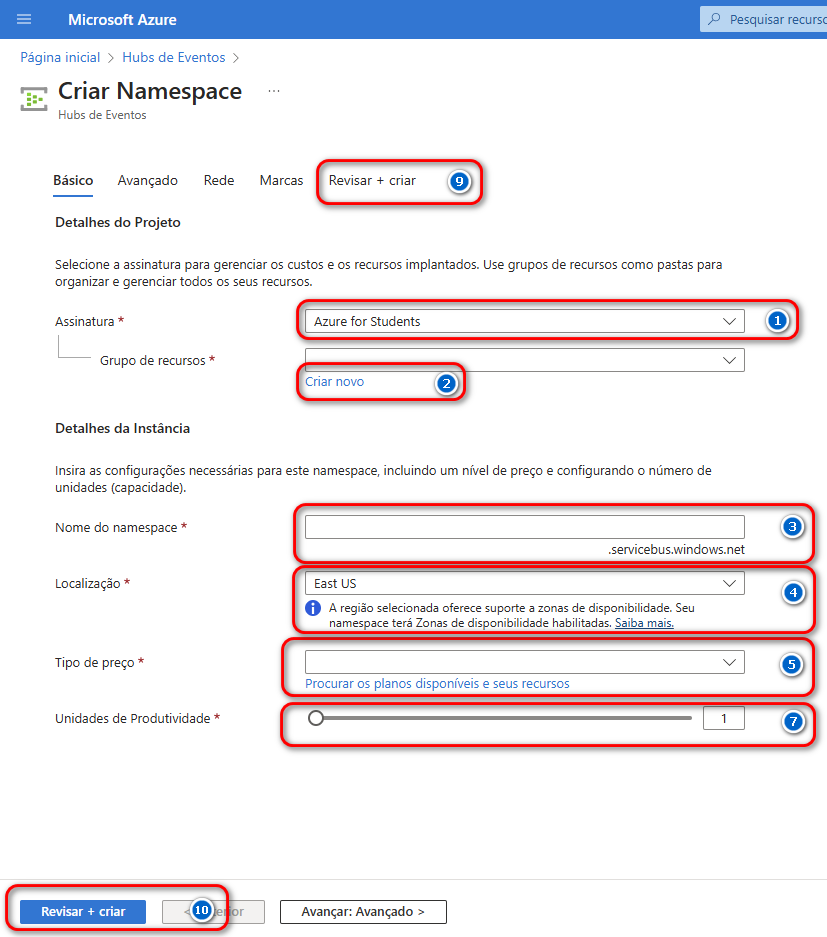 Microsoft Azure
Pesquisar recurso
Página inicial > Hubs de Eventos >
Criar Namespace ...
Hubs de Eventos
Básico Avançado Rede Marcas Revisar + criar 9
Detalhes do Projeto
Selecione a assinatura para gerenciar os custos e os recursos implantados. Use grupos de recursos como pastas para
organizar e gerenciar todos os seus recursos.
Assinatura * Azure for Students 1
Grupo de recursos *
Criar novo 2
Detalhes da Instância
Insira as configurações necessárias para este namespace, incluindo um nível de preço e configurando o número de
unidades (capacidade).
Nome do namespace * 3
.servicebus.windows.net
Localização * East US 4
A região selecionada oferece suporte a zonas de disponibilidade. Seu
namespace terá Zonas de disponibilidade habilitadas. Saiba mais.
Tipo de preço * 5
Procurar os planos disponíveis e seus recursos
Unidades de Produtividade * 1 7
Revisar + criar < 10 Avançar: Avançado >